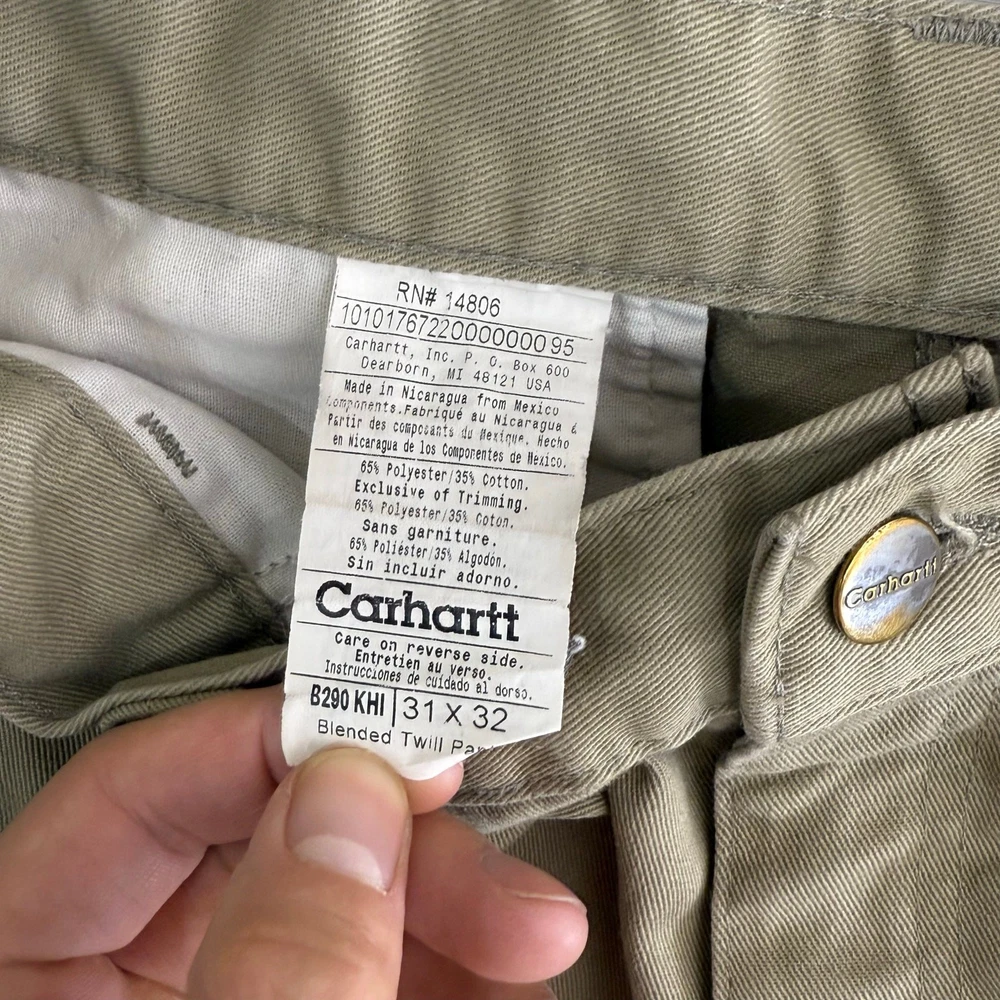 RN# 14806
10101767220000000095
Carhartt, Inc. P. O. Box 600
Dearborn, MI 48121 USA
Made in Nicaragua from Mexico
Components.Fabriqué au Nicaragua á
Partir des composants du Mexique. Hecho
en Nicaragua de los Componentes de Mexico.
65% Polyester/35% Cotton.
Exclusive of Trimming.
65% Polyester/35% Coton.
Sans garniture.
65% Poliéster/35% Algodón.
Sin incluir adorno.
Carhartt
Care on reverse side.
Entretien au verso.
Instrucciones de cuidado al dorso.
B290 KHI 31 X 32
Blended Twill
Carhartt